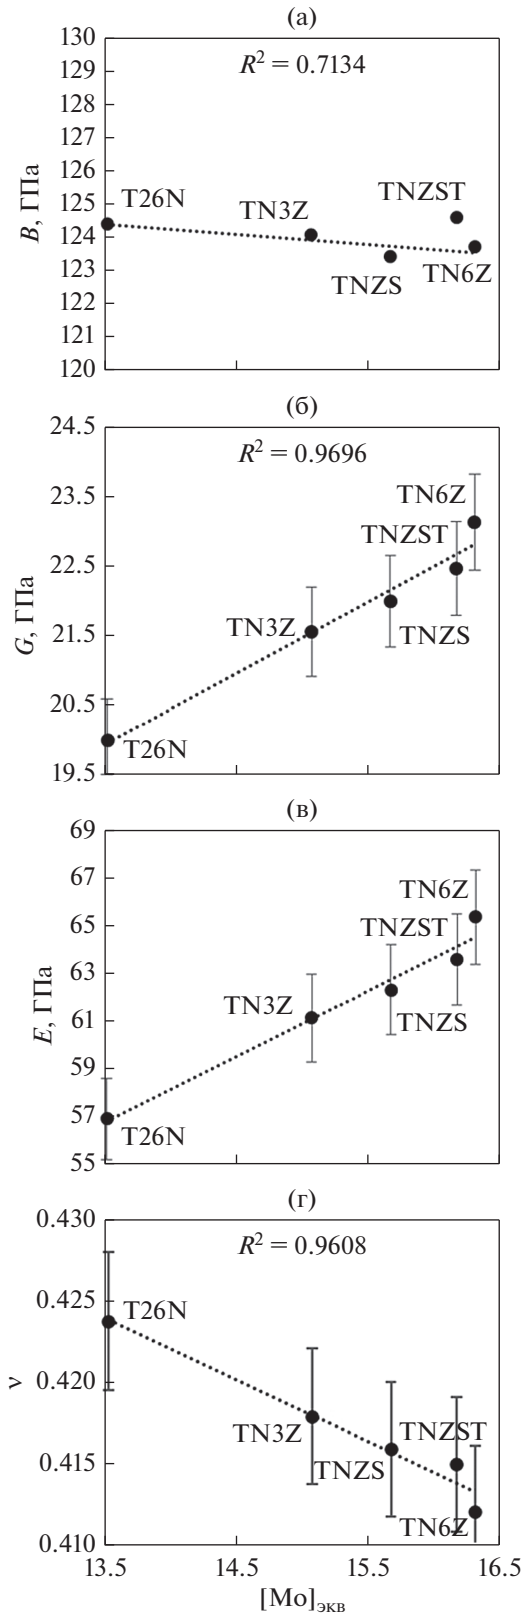 (а)
130
129
128
127
126
125
124
123
122
121
120
B, ГПа
R² = 0.7134
T26N
TN3Z
TNZST
TNZS
TN6Z
(б)
24.5
23.5
22.5
21.5
20.5
19.5
G, ГПа
R² = 0.9696
TN6Z
TNZST
TN3Z
TNZS
T26N
(в)
69
67
65
63
61
59
57
55
E, ГПа
TN6Z
TNZST
TN3Z
TNZS
T26N
(г)
0.430
0.425
0.420
0.415
0.410
ν
R² = 0.9608
T26N
TN3Z
TNZST
TNZS
TN6Z
13.5 14.5 15.5 16.5
[Mo]ЭКВ